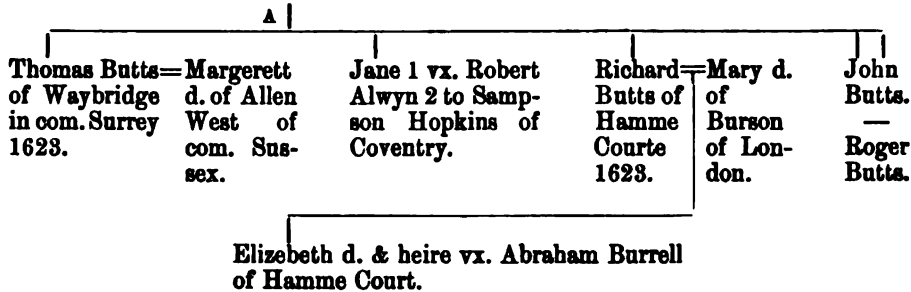 A
Thomas Butts=Margerett
of Waybridge
in com. Surrey
1623.
d. of Allen
West of
com. Sus-
sex.
Jane 1 vx. Robert
Alwyn 2 to Samp-
son Hopkins of
Coventry.
Richard=Mary d.
Butts of
Hamme
Courte
1623.
of
Burson
of Lon-
don.
John
Butts.
—
Roger
Butts.
Elizebeth d. & heire vx. Abraham Burrell
of Hamme Court.